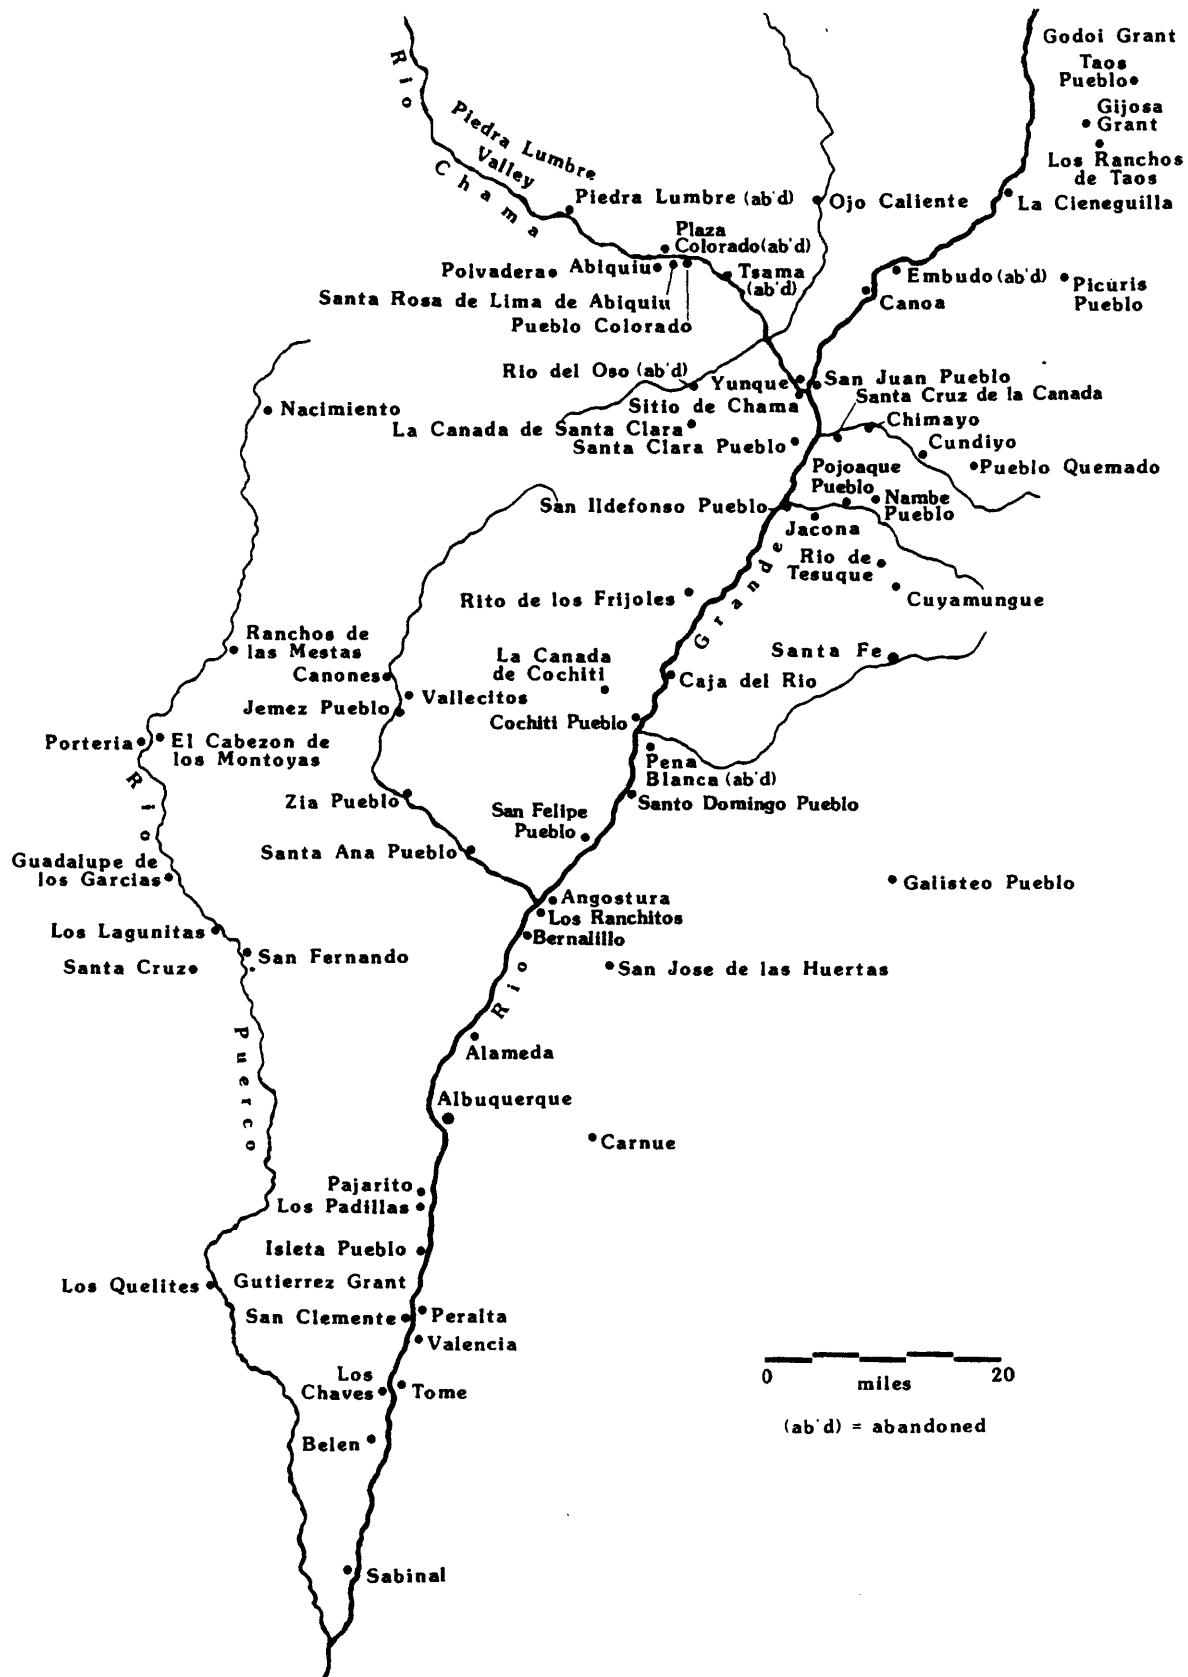 Godoi Grant
Taos
Pueblo
Gijosa
Grant
Los Ranchos
de Taos
La Cieneguilla
Rio
Chama
Piedra Lumbre
Valley
Piedra Lumbre (ab'd)
Ojo Caliente
Plaza
Colorado (ab'd)
Polvadera
Abiquiu
Tsama
(ab'd)
Santa Rosa de Lima de Abiquiu
Pueblo Colorado
Embudo (ab'd)
Canoa
Picuris
Pueblo
Rio del Oso (ab'd)
Yunque
San Juan Pueblo
Sitio de Chama
Santa Cruz de la Canada
Nacimiento
La Canada de Santa Clara
Chimayo
Santa Clara Pueblo
Cundiyo
Pueblo Quemado
Pojoaque
Pueblo
Nambe
Pueblo
San Ildefonso Pueblo
Jacona
Rio de
Tesuque
Cuyamungue
Rito de los Frijoles
Grande
Ranchos de
las Mestas
Santa Fe
La Canada
de Cochiti
Canones
Vallecitos
Caja del Rio
Jemez Pueblo
Cochiti Pueblo
Porteria
El Cabezon de
los Montoyas
Pena
Blanca (ab'd)
Rio
Zia Pueblo
Santo Domingo Pueblo
San Felipe
Pueblo
Santa Ana Pueblo
Guadalupe de
los Garcias
Galisteo Pueblo
Angostura
Los Ranchitos
Bernalillo
Los Lagunitas
San Fernando
Santa Cruz
San Jose de las Huertas
Rio
Puerco
Alameda
Albuquerque
Carnue
Pajarito
Los Padillas
Isleta Pueblo
Los Quelites
Gutierrez Grant
San Clemente
Peralta
Valencia
Los
Chaves
Tome
Belen
Sabinal
0
20
miles
(ab'd) = abandoned